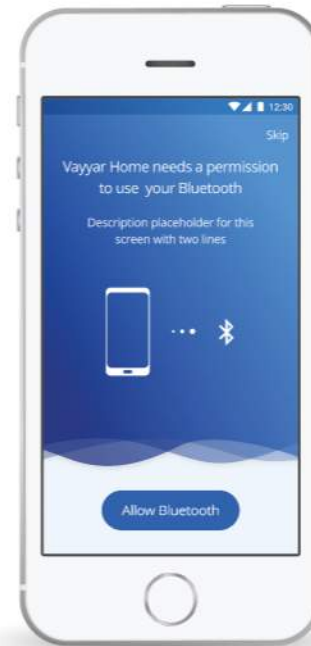 12:30
Skip
Vayyar Home needs a permission
to use your Bluetooth
Description placeholder for this
screen with two lines
Allow Bluetooth